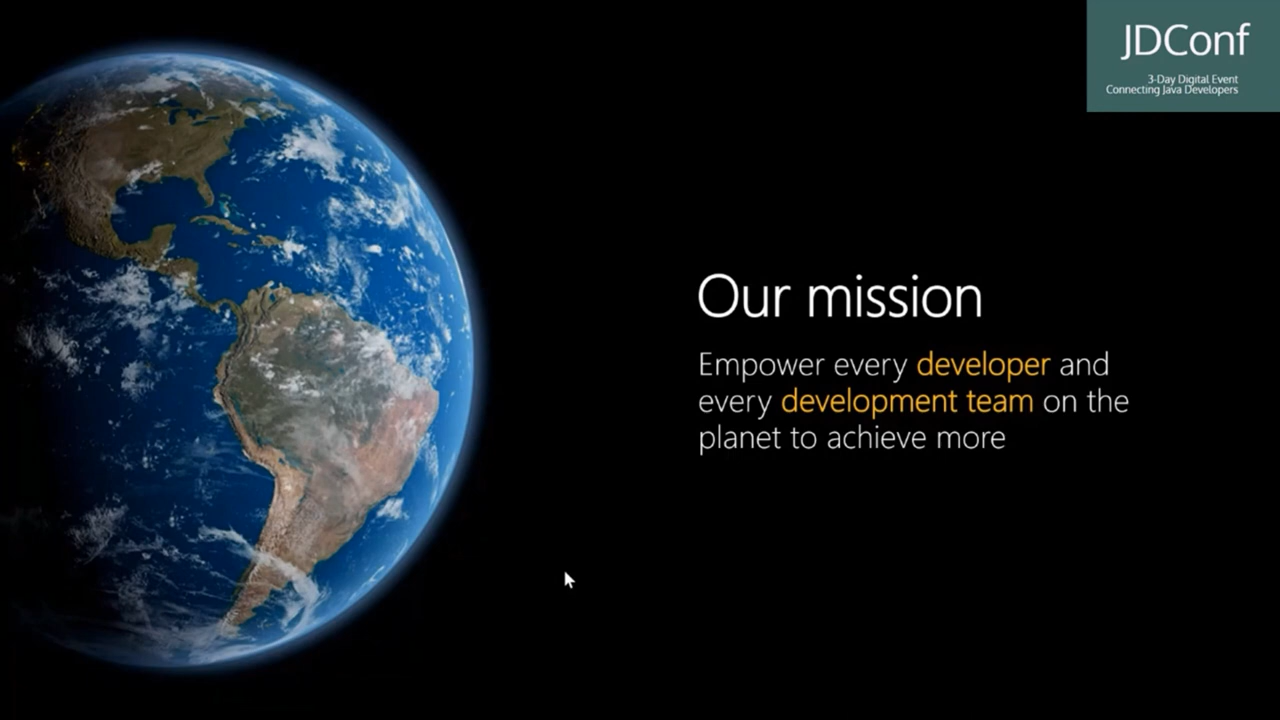 JDConf
3-Day Digital Event
Connecting Java Developers
Our mission
Empower every developer and
every development team on the
planet to achieve more